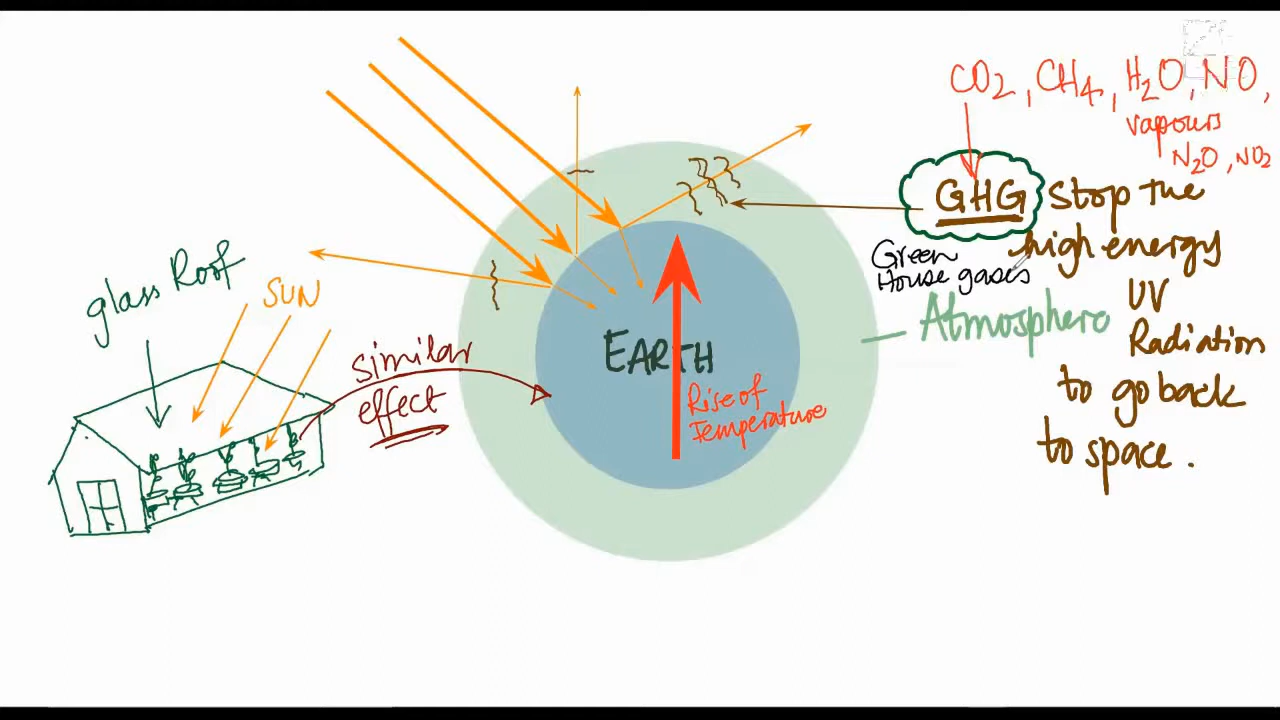 CO2, CH4, H2O, NO,
vapours
N2O, NO2
GHG Stop the
high energy
UV
Radiation
to go back
to space.
Green
House gases
Atmosphere
glass Roof
SUN
similar
effect
EARTH
Rise of
Temperature